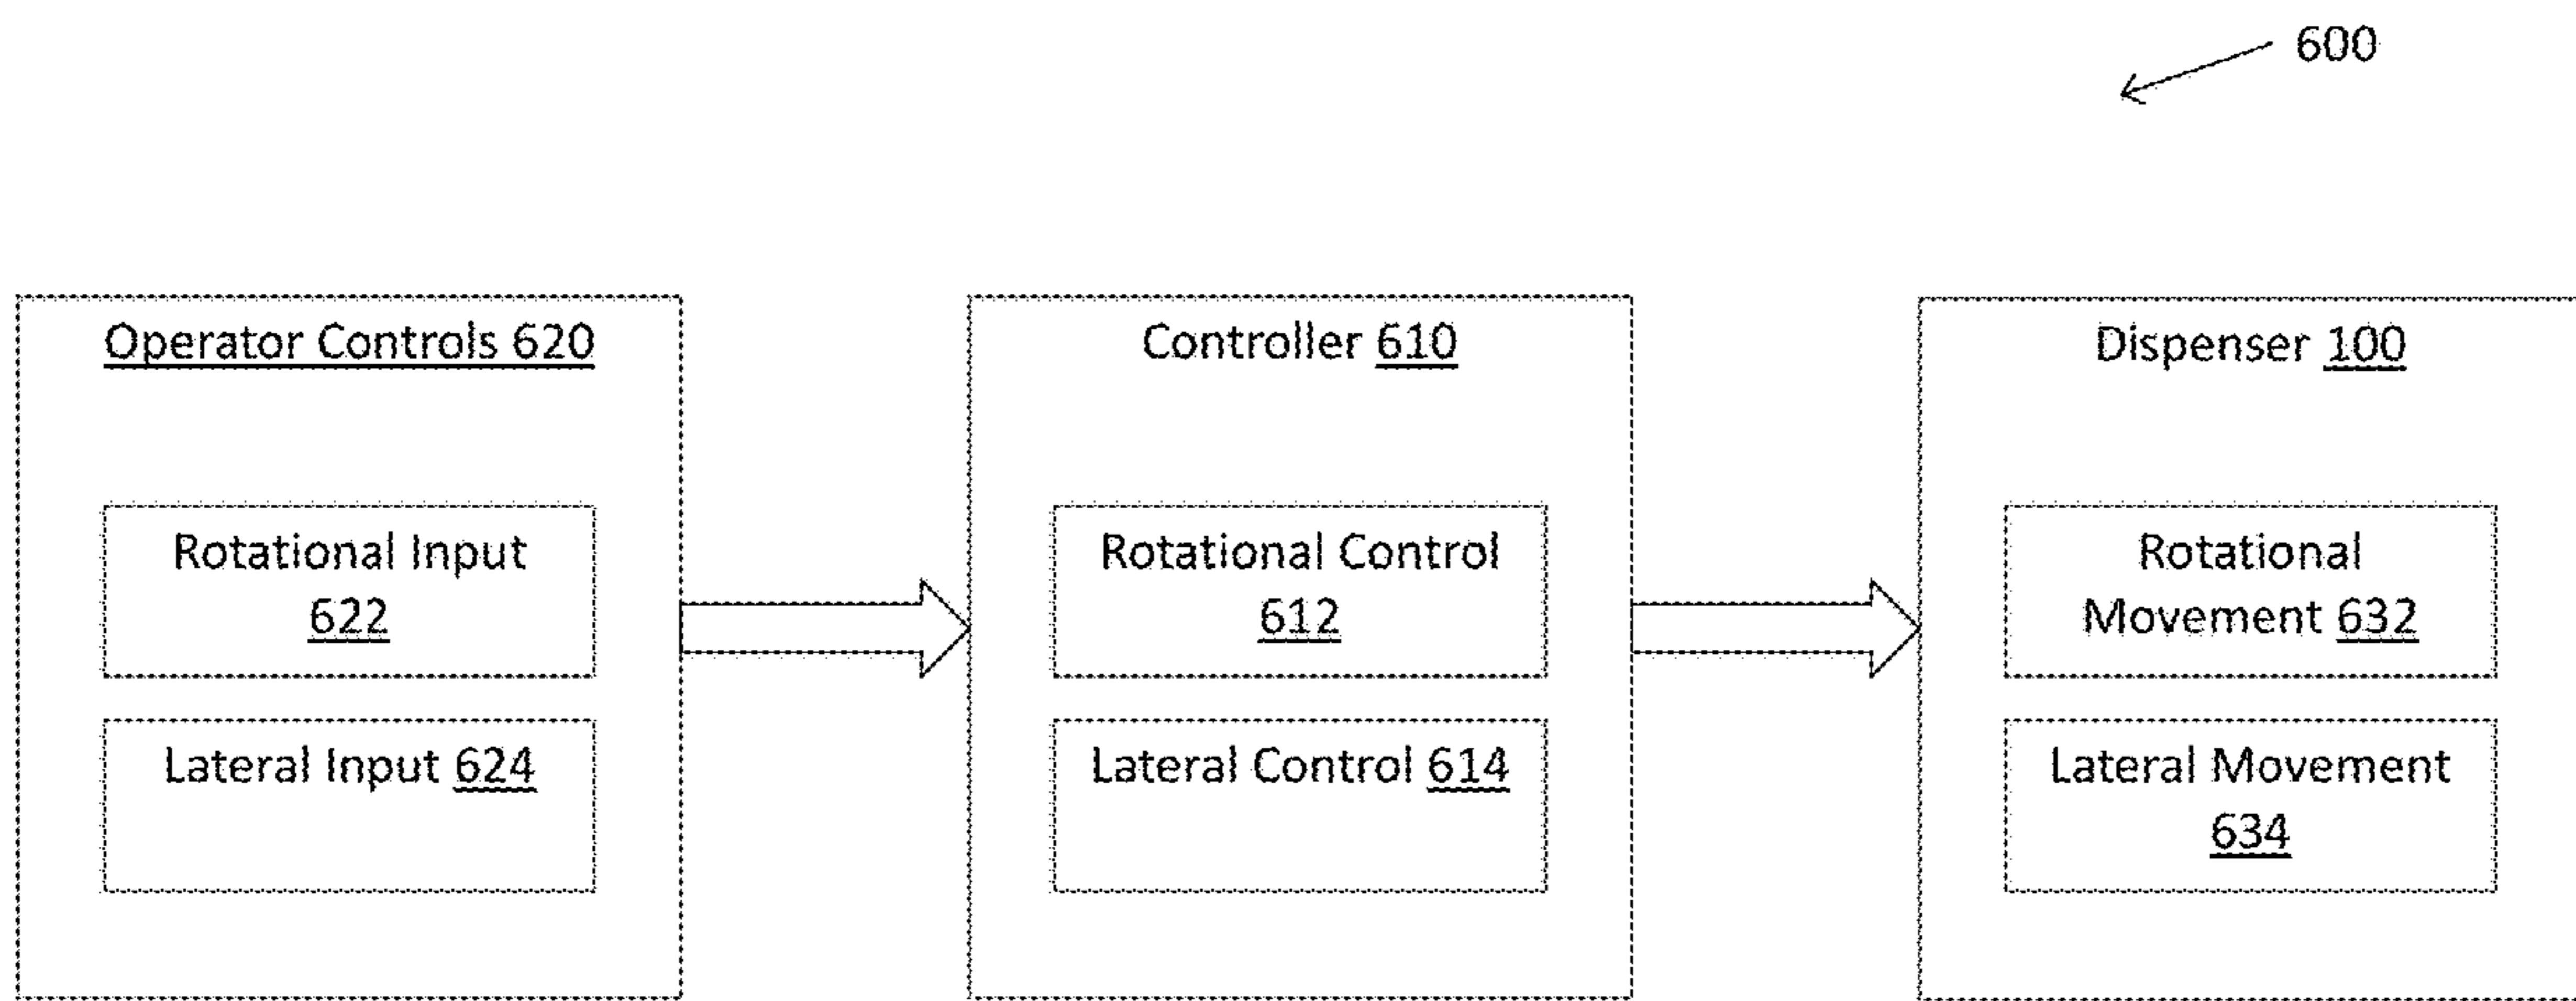 600
Operator Controls 620
Rotational Input
622
Lateral Input 624
Controller 610
Rotational Control
612
Lateral Control 614
Dispenser 100
Rotational
Movement 632
Lateral Movement
634